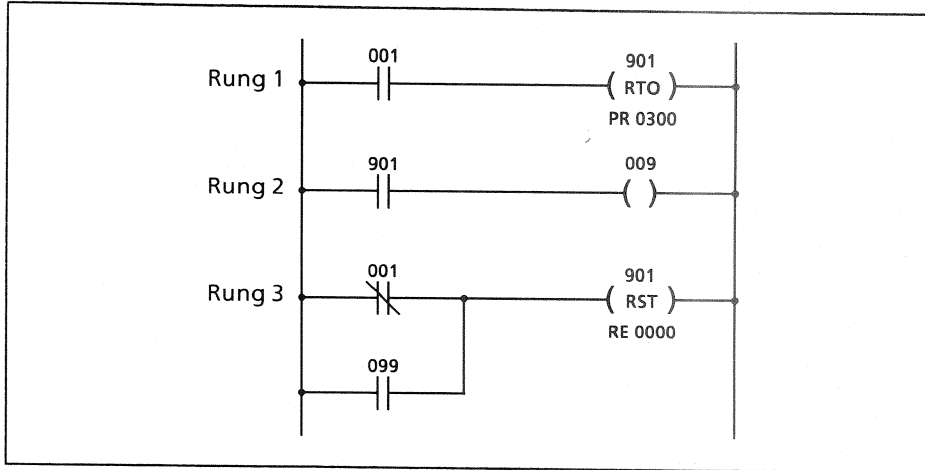 001
901
Rung 1
RTO
PR 0300
901
009
Rung 2
001
901
Rung 3
RST
RE 0000
099